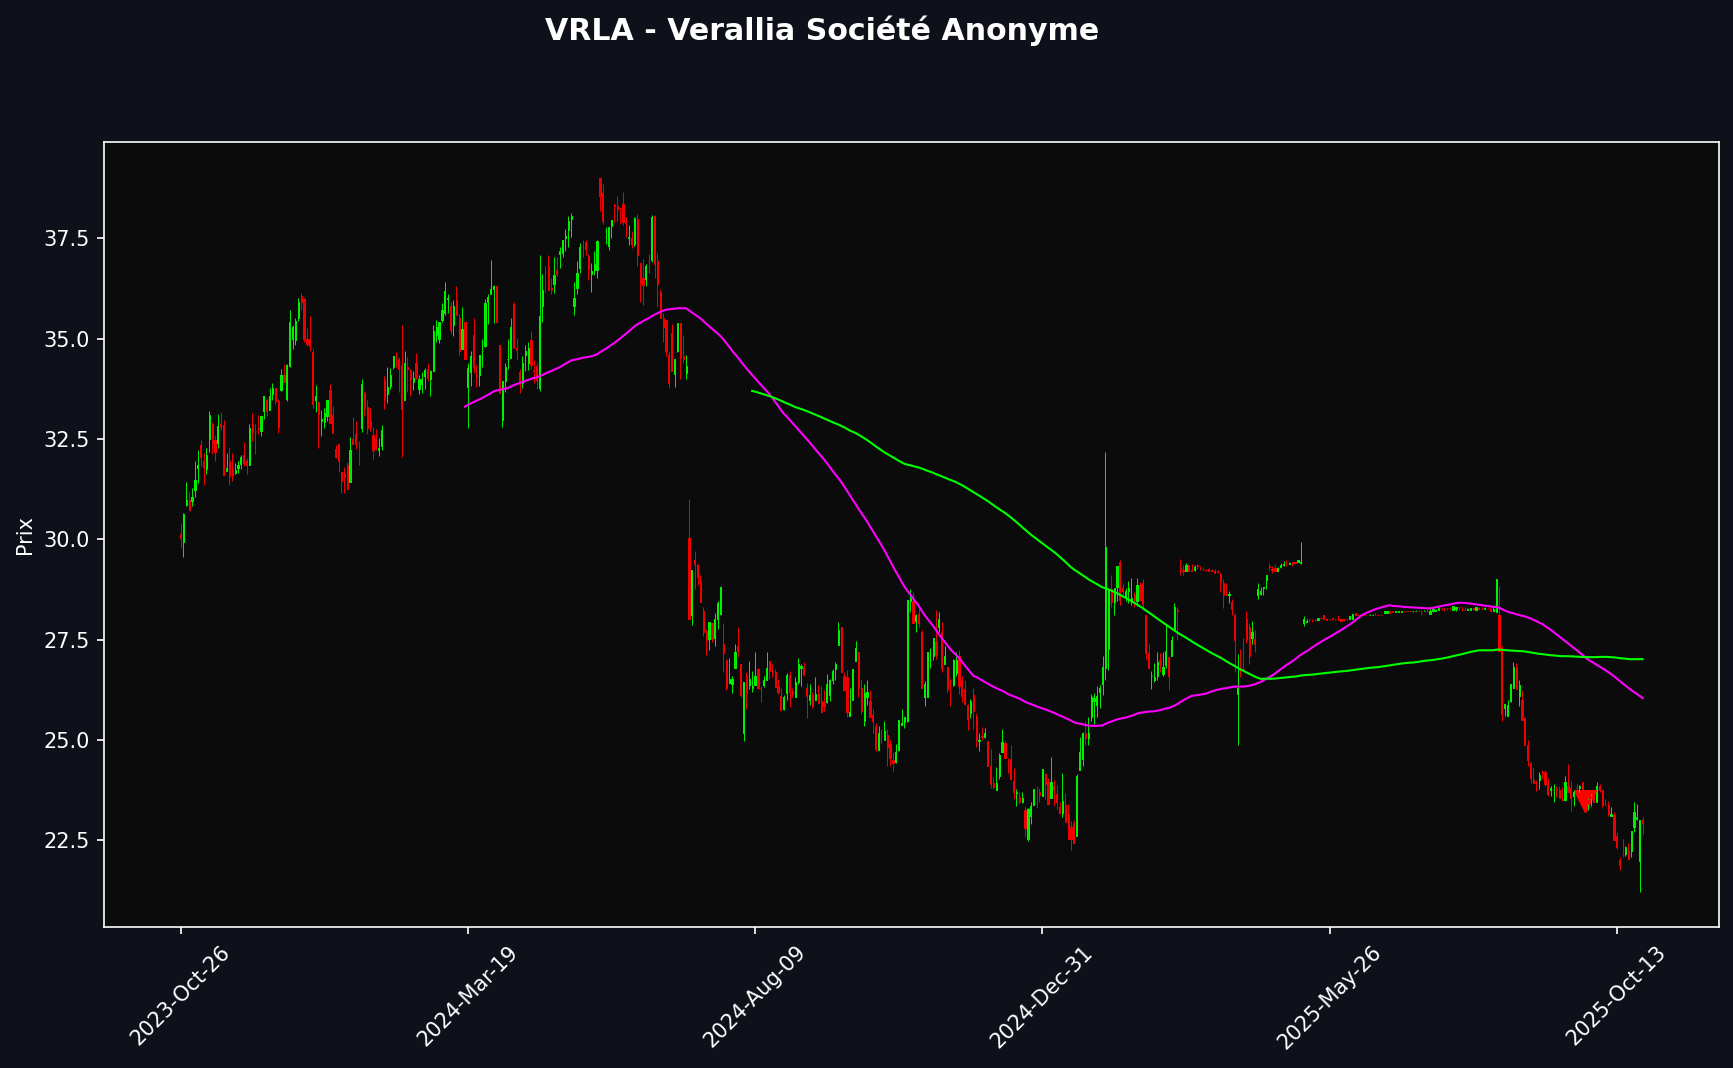 VRLA - Verallia Société Anonyme
Prix
37.5
35.0
32.5
30.0
27.5
25.0
22.5
2023-Oct-26
2024-Mar-19
2024-Aug-09
2024-Dec-31
2025-May-26
2025-Oct-13